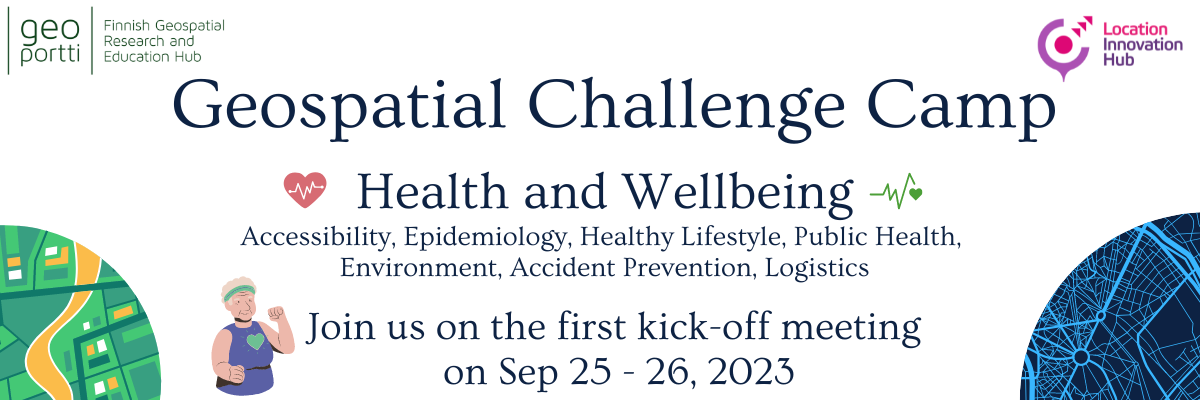 geo
portti
Finnish Geospatial
Research and
Education Hub
Location
Innovation
Hub
Geospatial Challenge Camp
Health and Wellbeing
Accessibility, Epidemiology, Healthy Lifestyle, Public Health,
Environment, Accident Prevention, Logistics
Join us on the first kick-off meeting
on Sep 25 - 26, 2023